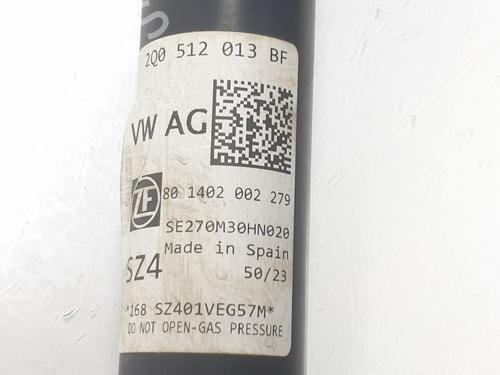 2Q0 512 013 BF
VW AG
ZF
80 1402 002 279
SE270M30HN020
Made in Spain
SZ4
50/23
*168 SZ401VEG57M*
DO NOT OPEN-GAS PRESSURE